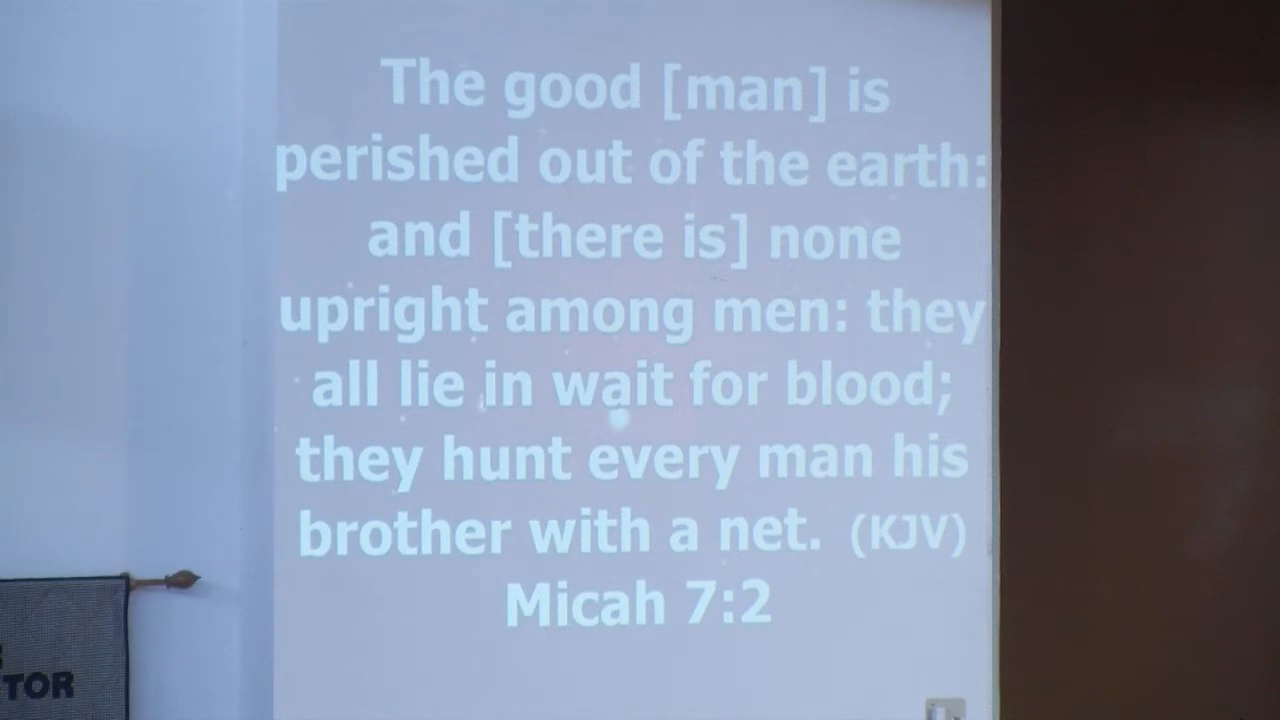 The good [man] is
perished out of the earth:
and [there is] none
upright among men: they
all lie in wait for blood;
they hunt every man his
brother with a net. (KJV)
Micah 7:2
TOR